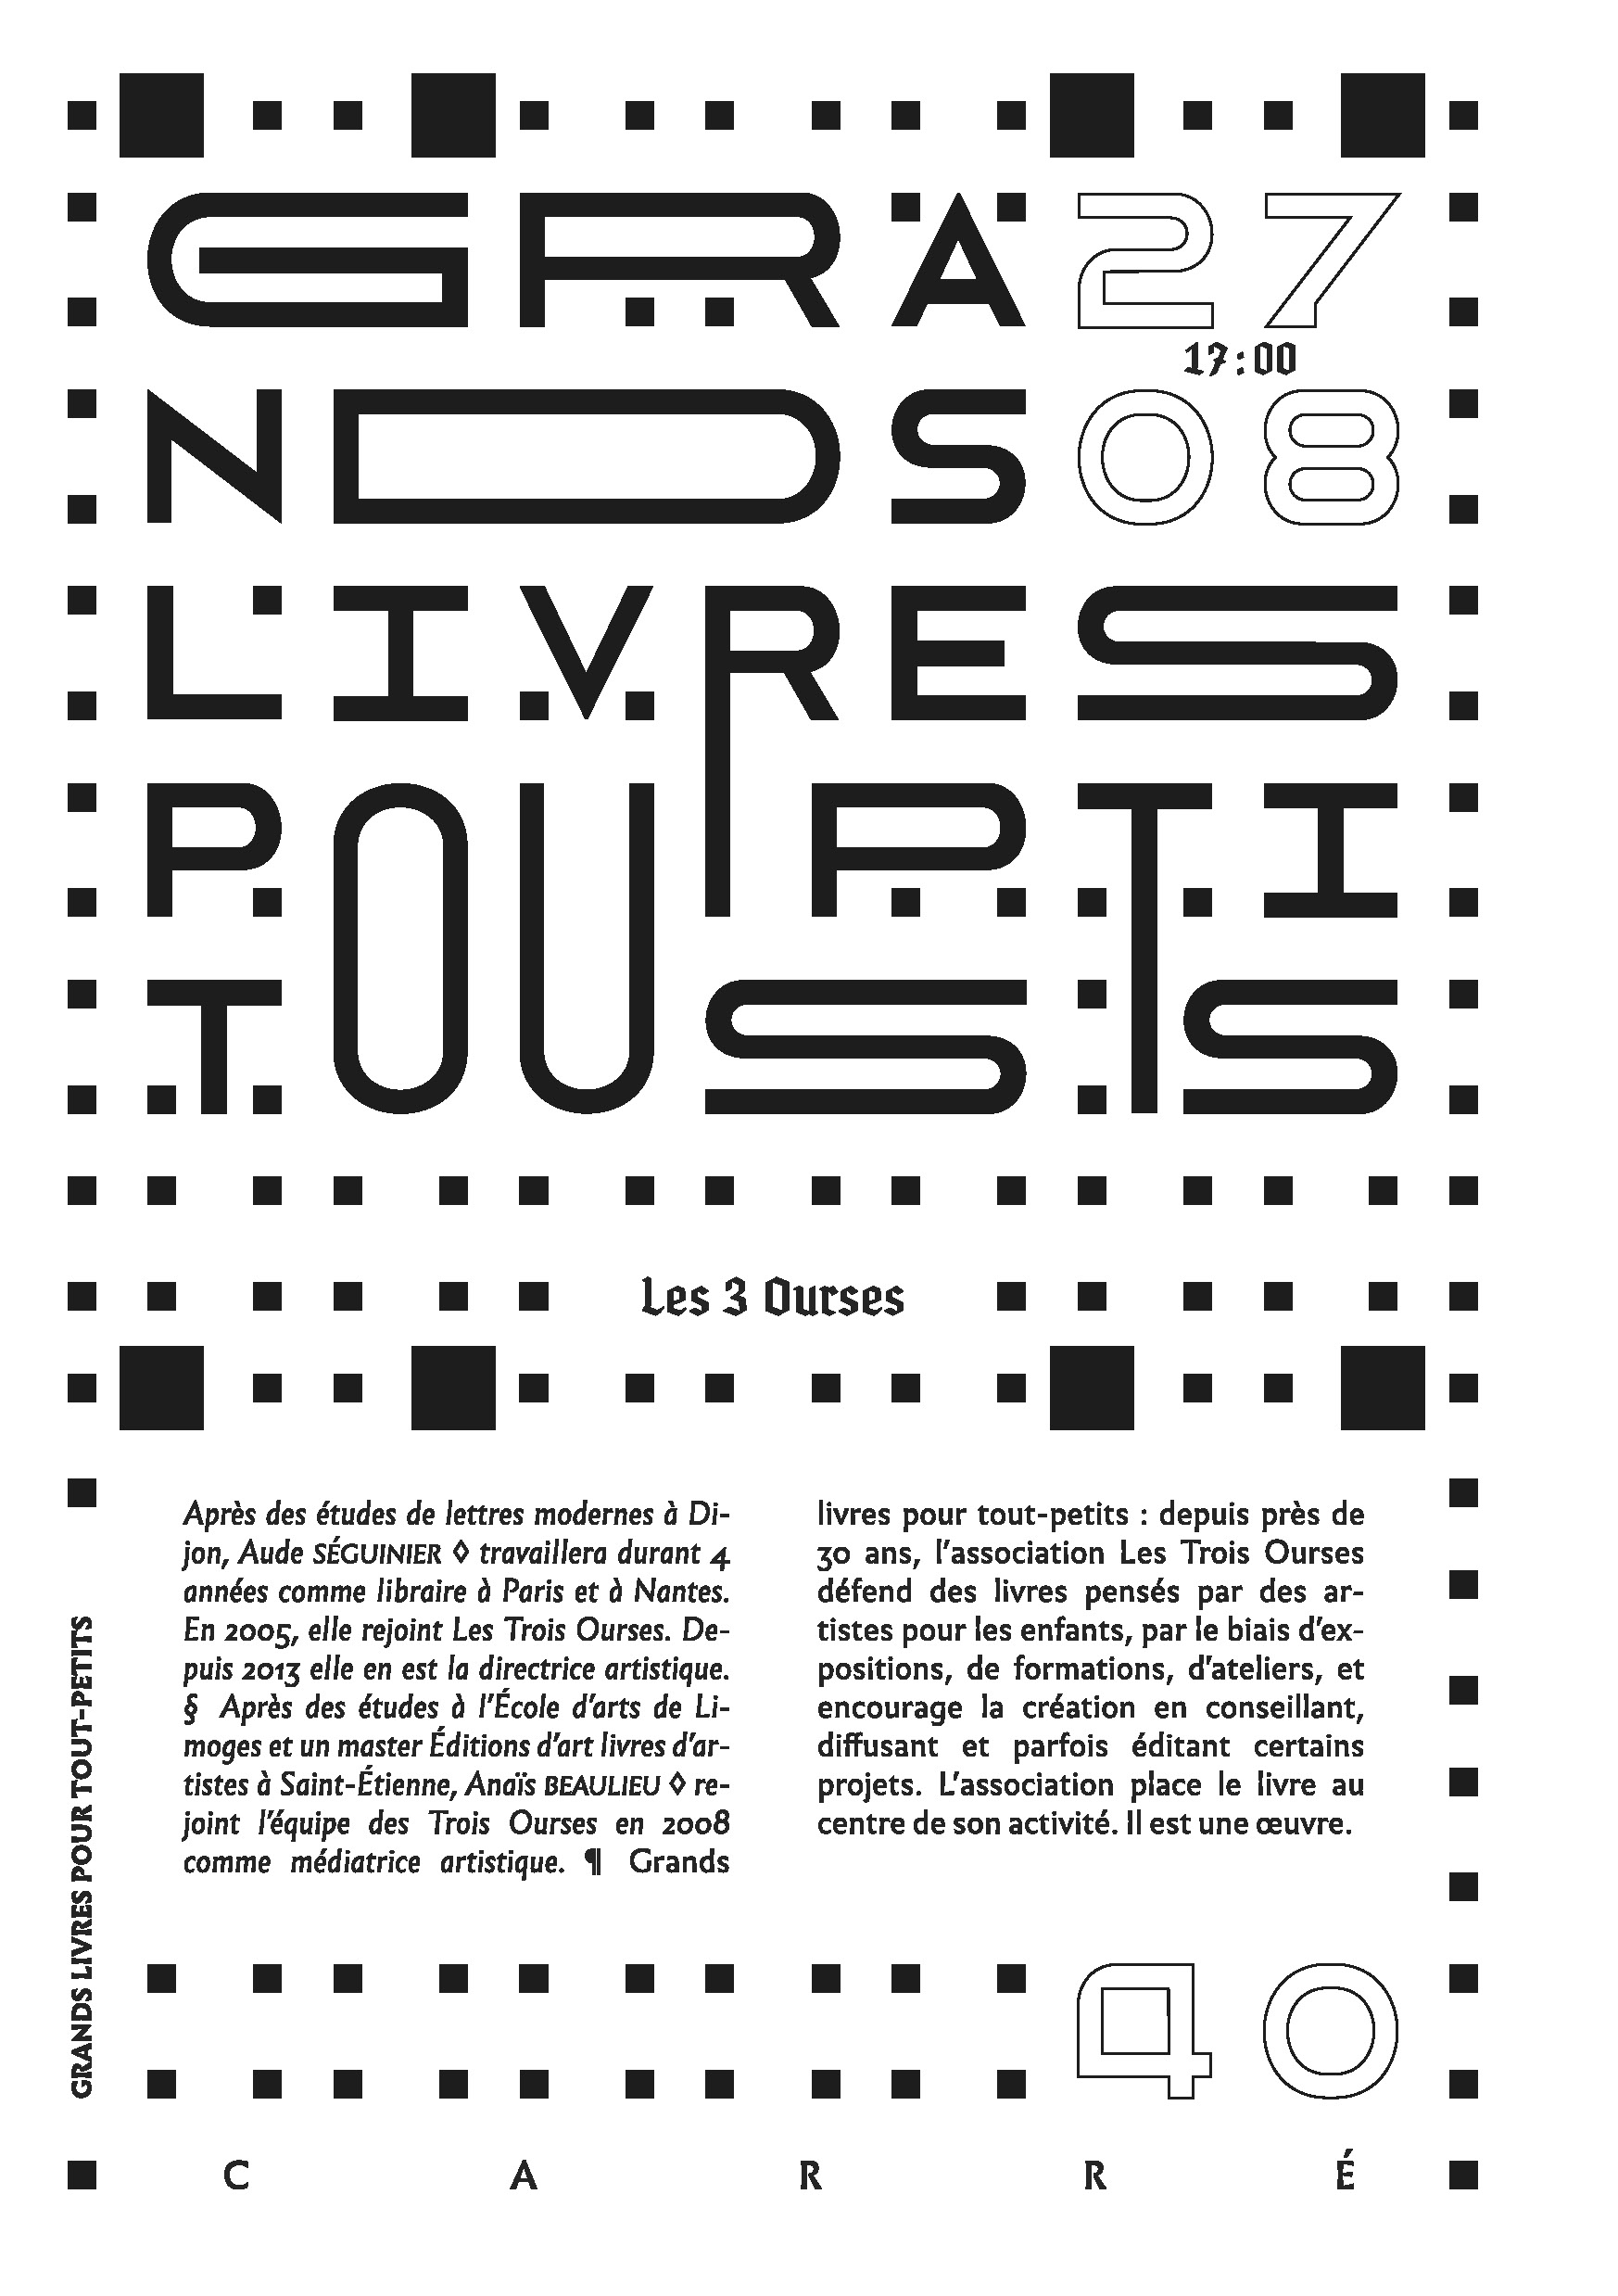 GRA 27
17:00
NDS 08
LIVRES
POUR PTI
TOUS TS
Les 3 Ourses
Après des études de lettres modernes à Di-
jon, Aude SÉGUINIER ◊ travaillera durant 4
années comme libraire à Paris et à Nantes.
En 2005, elle rejoint Les Trois Ourses. De-
puis 2013 elle en est la directrice artistique.
§ Après des études à l’École d’arts de Li-
moges et un master Éditions d’art livres d’ar-
tistes à Saint-Étienne, Anaïs BEAULIEU ◊ re-
joint l’équipe des Trois Ourses en 2008
comme médiatrice artistique. ¶ Grands
livres pour tout-petits : depuis près de
30 ans, l’association Les Trois Ourses
défend des livres pensés par des ar-
tistes pour les enfants, par le biais d’ex-
positions, de formations, d’ateliers, et
encourage la création en conseillant,
diffusant et parfois éditant certains
projets. L’association place le livre au
centre de son activité. Il est une œuvre.
GRANDS LIVRES POUR TOUT-PETITS
40
C A R R É